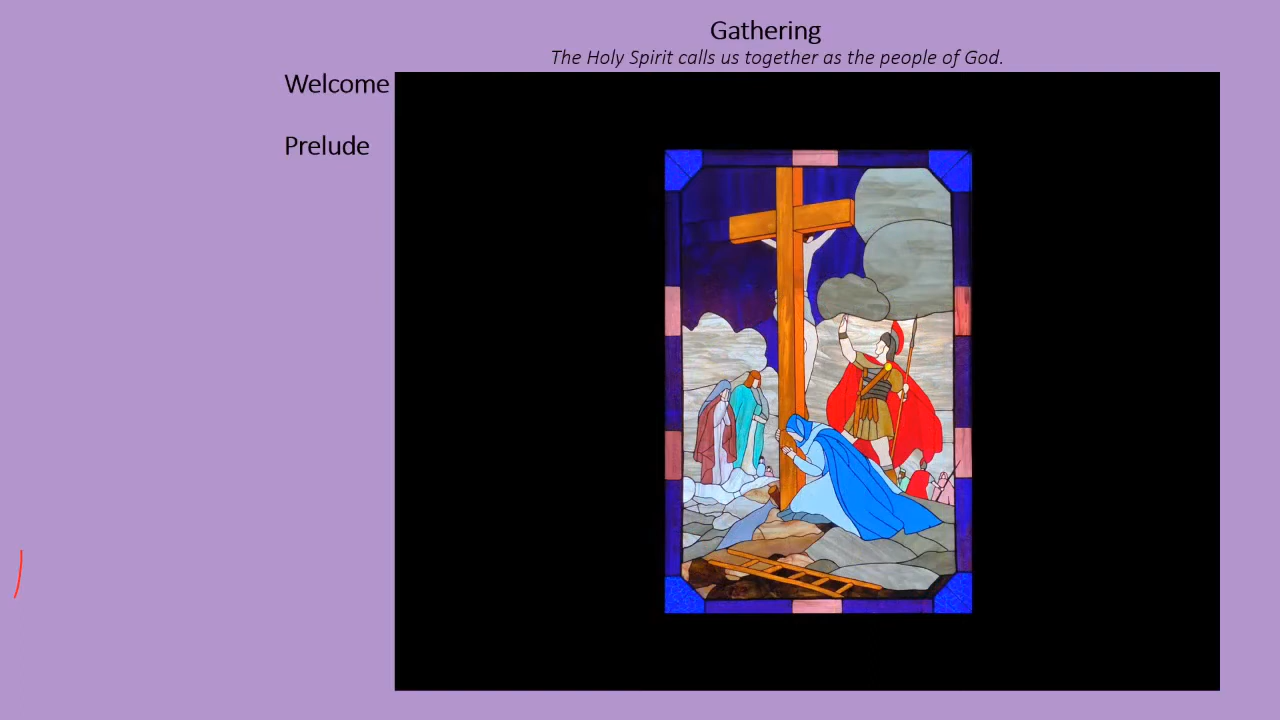 Gathering
The Holy Spirit calls us together as the people of God.
Welcome
Prelude